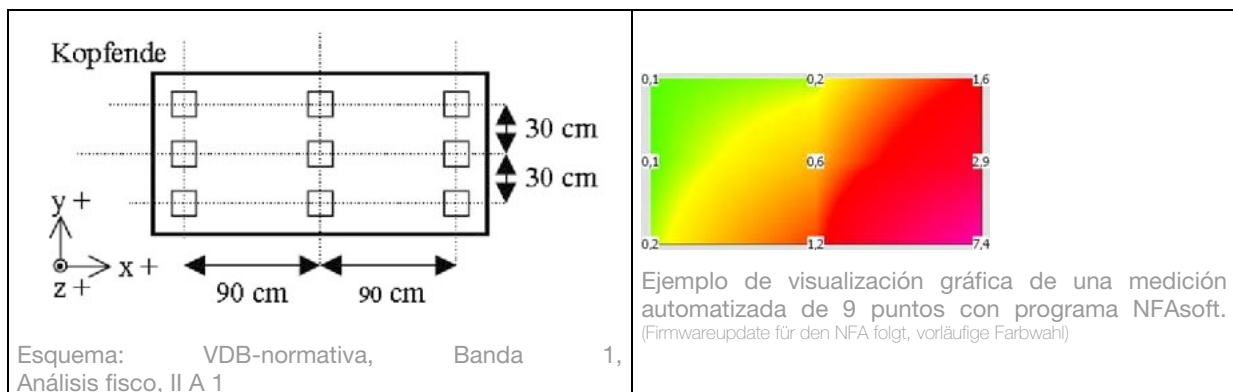 Kopfende
30 cm
30 cm
y +
x +
z +
90 cm
90 cm
Esquema: VDB-normativa, Banda 1,
Análisis fisco, II A 1
0,1
0,2
1,6
0,1
0,6
2,9
0,2
1,2
7,4
Ejemplo de visualización gráfica de una medición
automatizada de 9 puntos con programa NFAsoft.
(Firmwareupdate für den NFA folgt, vorläufige Farbwahl)